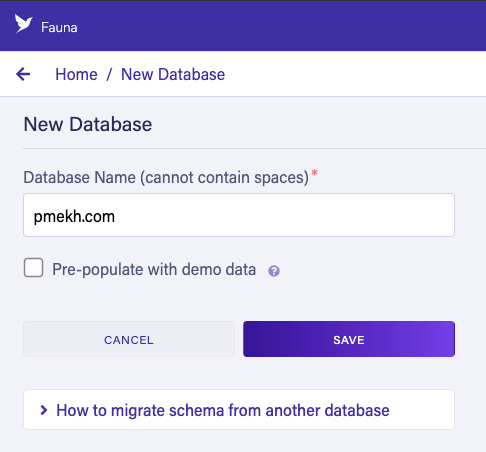 Fauna
Home / New Database
New Database
Database Name (cannot contain spaces)*
pmekh.com
Pre-populate with demo data ?
CANCEL
SAVE
How to migrate schema from another database